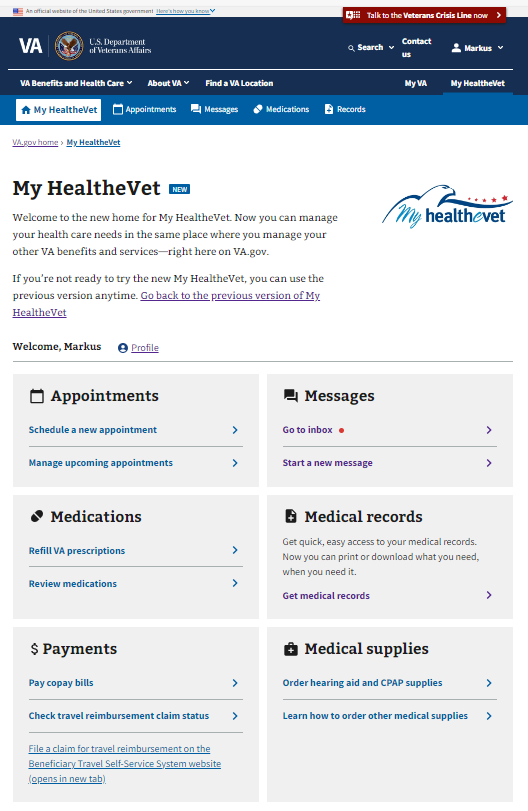 An official website of the United States government Here's how you know
Talk to the Veterans Crisis Line now
VA
U.S. Department
of Veterans Affairs
Search
Contact
us
Markus
VA Benefits and Health Care
About VA
Find a VA Location
My VA
My HealtheVet
My HealtheVet
Appointments
Messages
Medications
Records
VA.gov home › My HealtheVet
My HealtheVet NEW
My healthevet
Welcome to the new home for My HealtheVet. Now you can manage
your health care needs in the same place where you manage your
other VA benefits and services—right here on VA.gov.
If you're not ready to try the new My HealtheVet, you can use the
previous version anytime. Go back to the previous version of My
HealtheVet
Welcome, Markus
Profile
Appointments
Schedule a new appointment
Manage upcoming appointments
Messages
Go to inbox
Start a new message
Medications
Refill VA prescriptions
Review medications
Medical records
Get quick, easy access to your medical records.
Now you can print or download what you need,
when you need it.
Get medical records
$ Payments
Pay copay bills
Check travel reimbursement claim status
File a claim for travel reimbursement on the
Beneficiary Travel Self-Service System website
(opens in new tab)
Medical supplies
Order hearing aid and CPAP supplies
Learn how to order other medical supplies